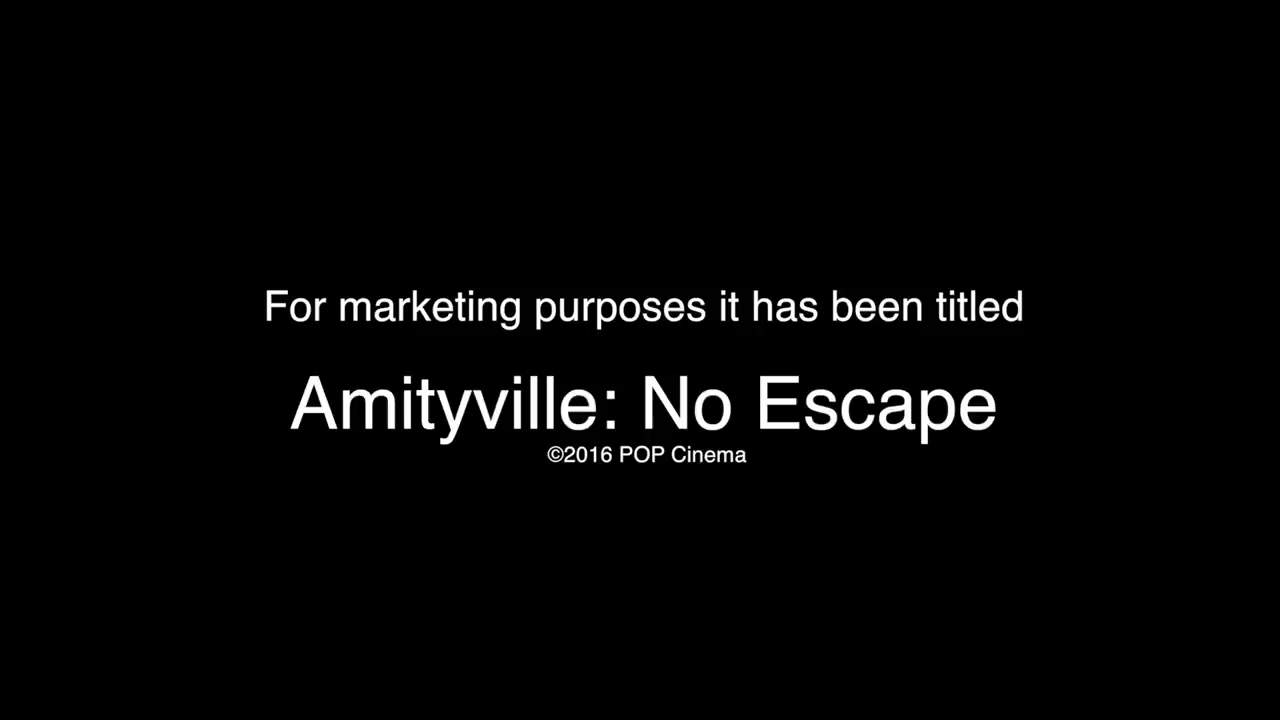 For marketing purposes it has been titled
Amityville: No Escape
©2016 POP Cinema